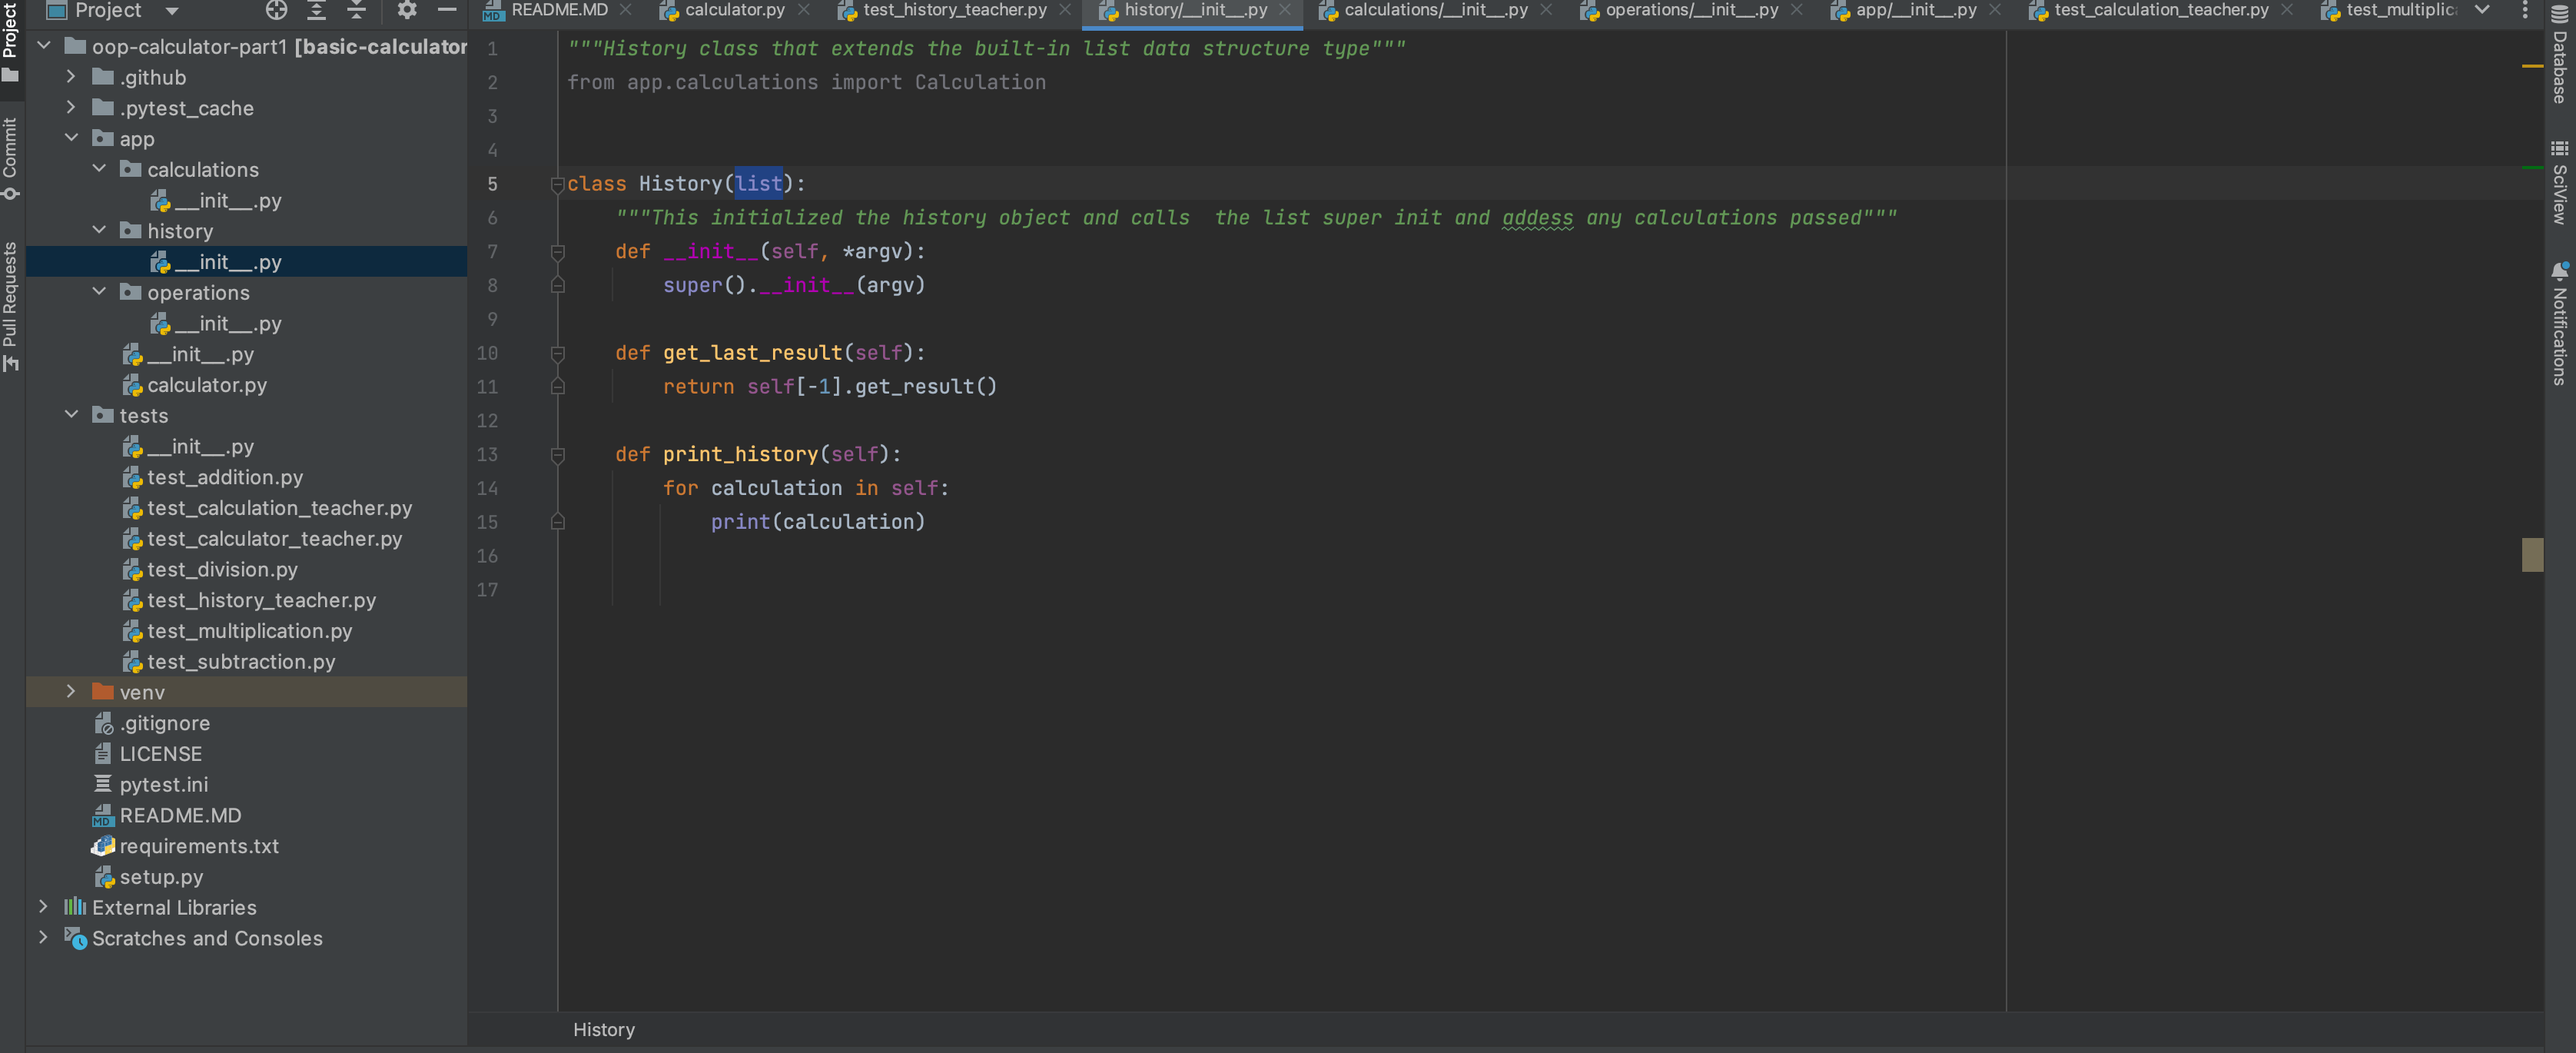 Project
README.MD
calculator.py
test_history_teacher.py
history/__init__.py
calculations/__init__.py
operations/__init__.py
app/__init__.py
test_calculation_teacher.py
test_multiplic
Project
Commit
Pull Requests
oop-calculator-part1 [basic-calculator
.github
.pytest_cache
app
calculations
__init__.py
history
__init__.py
operations
__init__.py
__init__.py
calculator.py
tests
__init__.py
test_addition.py
test_calculation_teacher.py
test_calculator_teacher.py
test_division.py
test_history_teacher.py
test_multiplication.py
test_subtraction.py
venv
.gitignore
LICENSE
pytest.ini
README.MD
requirements.txt
setup.py
External Libraries
Scratches and Consoles
1 """History class that extends the built-in list data structure type"""
2 from app.calculations import Calculation
3
4
5 class History(list):
6     """This initialized the history object and calls  the list super init and addess any calculations passed"""
7     def __init__(self, *argv):
8         super().__init__(argv)
9
10     def get_last_result(self):
11         return self[-1].get_result()
12
13     def print_history(self):
14         for calculation in self:
15             print(calculation)
16
17
History
Database
SciView
Notifications